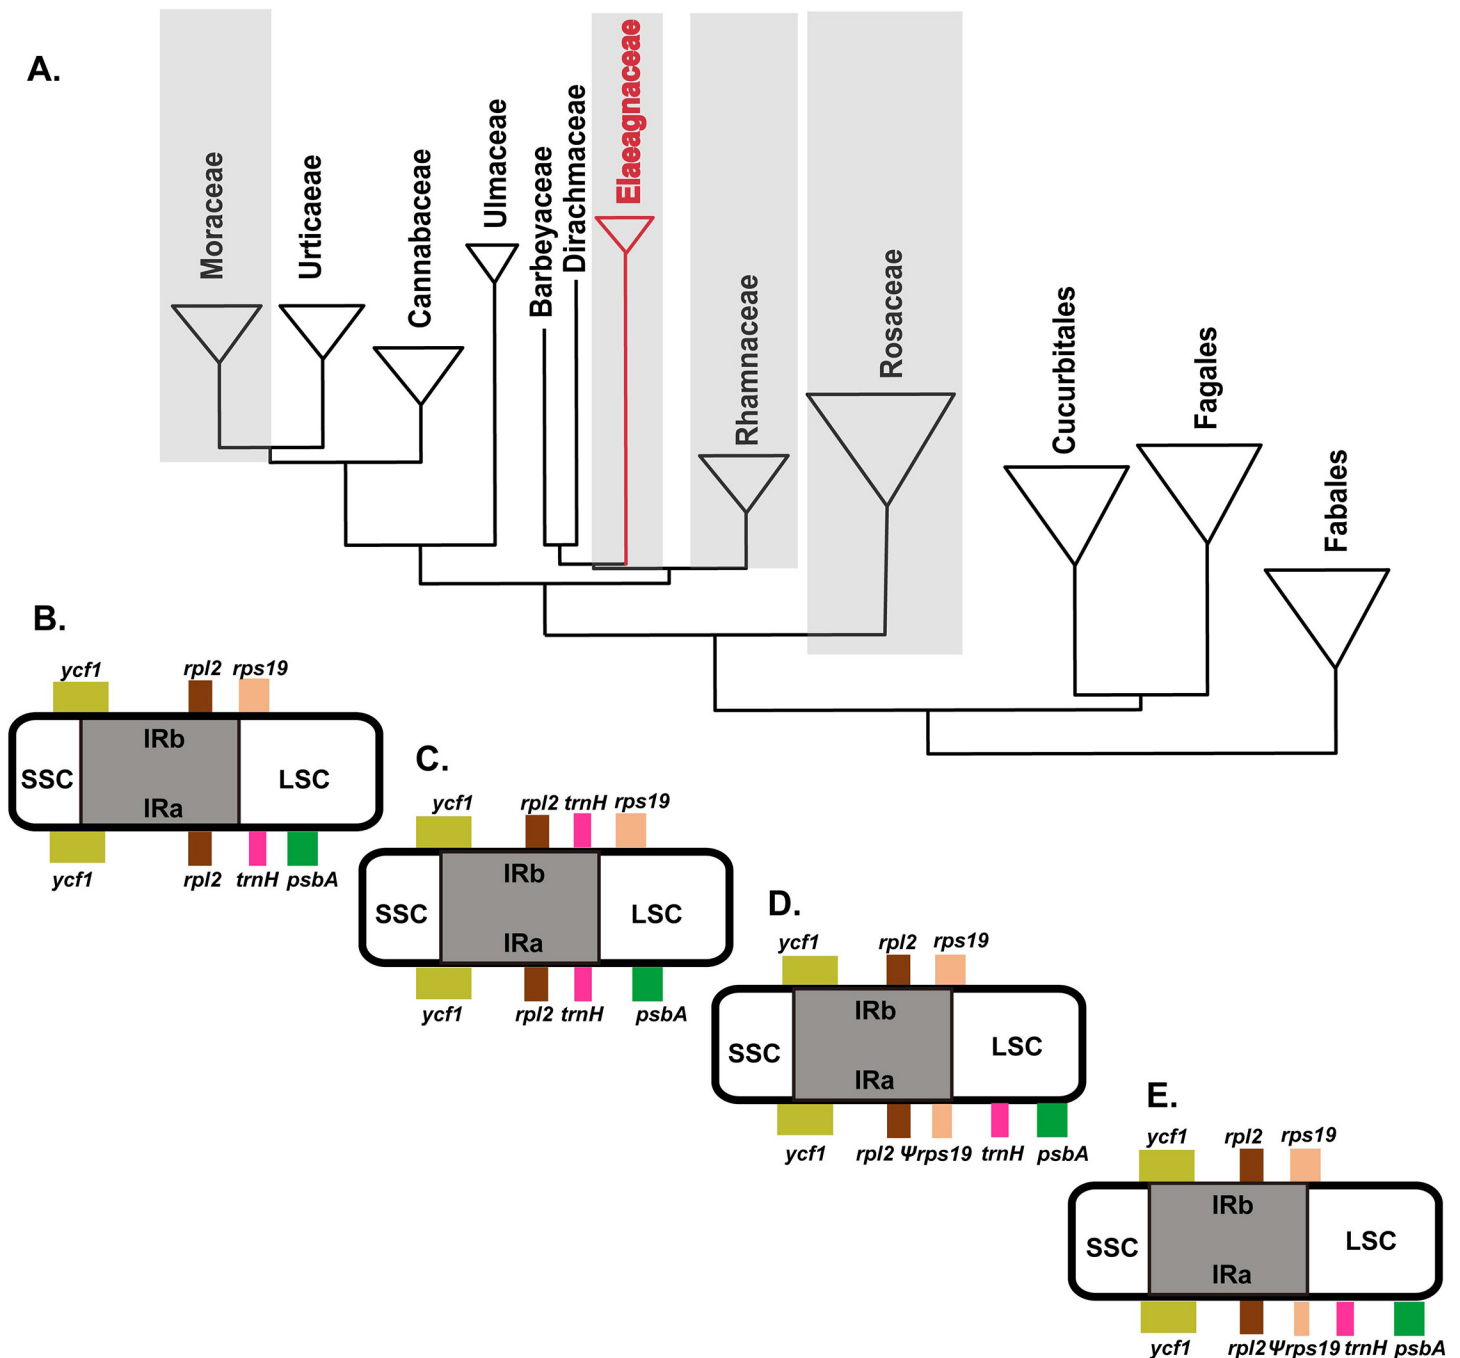 A.
Moraceae
Urticaeae
Cannabaceae
Ulmaceae
Barbeyaceae
Dirachmaceae
Elaeagnaceae
Rhamnaceae
Rosaceae
Cucurbitales
Fagales
Fabales
B.
ycf1 rpl2 rps19
IRb
SSC LSC
IRa
ycf1 rpl2 trnH psbA
C.
ycf1 rpl2 trnH rps19
IRb
SSC LSC
IRa
ycf1 rpl2 trnH psbA
D.
ycf1 rpl2 rps19
IRb
SSC LSC
IRa
ycf1 rpl2 Ψrps19 trnH psbA
E.
ycf1 rpl2 rps19
IRb
SSC LSC
IRa
ycf1 rpl2 Ψrps19 trnH psbA